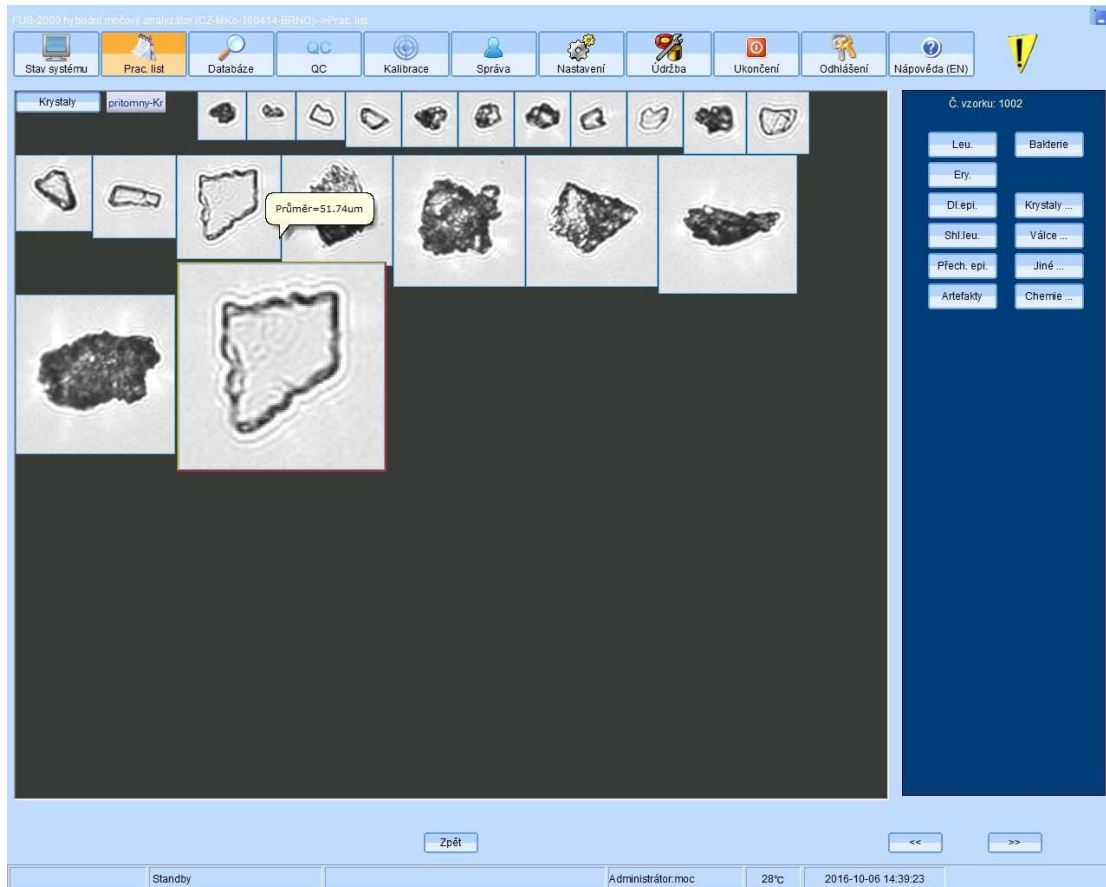 FUS-2000 hybridní močový analyzátor (CZ-MKb-160414-BRNO)-->Prac. list
Stav systému
Prac. list
Databáze
QC
QC
Kalibrace
Správa
Nastavení
Údržba
Ukončení
Odhlášení
Nápověda (EN)
Krystaly
pritomny-Kr
Průměr=51.74um
Č. vzorku: 1002
Leu.
Bakterie
Ery.
Dl.epi.
Krystaly ...
Shl.leu.
Válce ...
Přech. epi.
Jiné ...
Artefakty
Chemie ...
Zpět
<<
>>
Standby
Administrátor:moc
28℃
2016-10-06 14:39:23